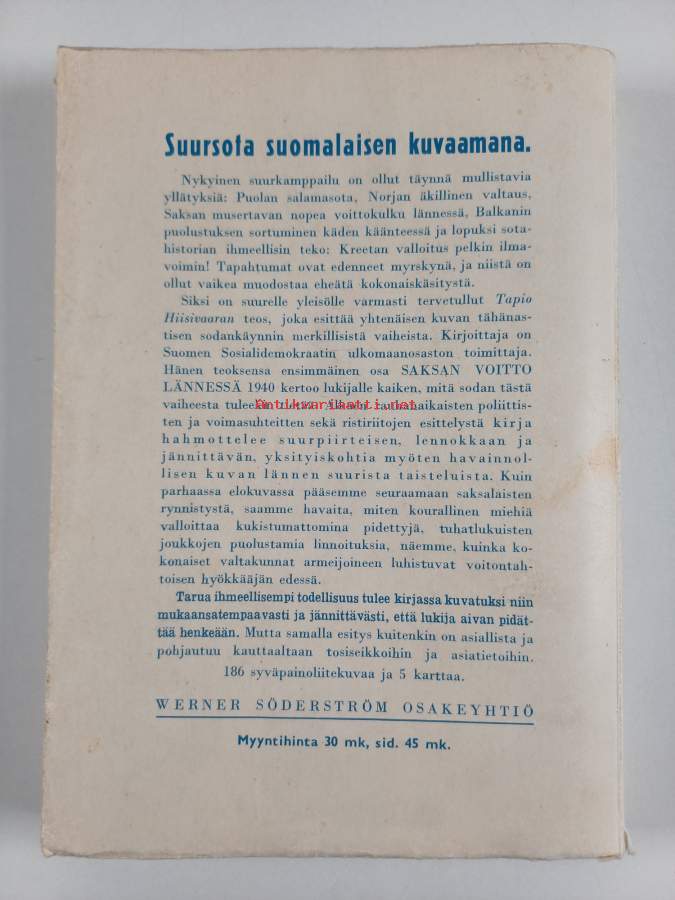 Suursota suomalaisen kuvaamana.
Nykyinen suurkamppailu on ollut täynnä mullistavia
yllätyksiä: Puolan salamasota, Norjan äkillinen valtaus,
Saksan musertavan nopea voittokulku lännessä, Balkanin
puolustuksen sortuminen käden käänteessä ja lopuksi sota-
historian ihmeellisin teko: Kreetan valloitus pelkin ilma-
voimin! Tapahtumat ovat edenneet myrskynä, ja niistä on
ollut vaikea muodostaa eheätä kokonaiskäsitystä.
Siksi on suurelle yleisölle varmasti tervetullut Tapio
Hiisivaaran teos, joka esittää yhtenäisen kuvan tähänas-
tisen sodankäynnin merkillisistä vaiheista. Kirjoittaja on
Suomen Sosialidemokraatin ulkomaanosaston toimittaja.
Hänen teoksensa ensimmäinen osa SAKSAN VOITTO
LÄNNESSÄ 1940 kertoo lukijalle kaiken, mitä sodan tästä
vaiheesta tulee tietää. Alkaen rauhanaikaisten poliittis-
antikvariaatti.net
ten ja voimasuhteitten sekä ristiriitojen esittelystä kirja
hahmottelee suurpiirteisen, lennokkaan ja
jännittävän, yksityiskohtia myöten havainnol-
lisen kuvan lännen suurista taisteluista. Kuin
parhaassa elokuvassa pääsemme seuraamaan saksalaisten
rynnistystä, saamme havaita, miten kourallinen miehiä
valloittaa kukistumattomina pidettyjä, tuhatlukuisten
joukkojen puolustamia linnoituksia, näemme, kuinka ko-
konaiset valtakunnat armeijoineen luhistuvat voitontah-
toisen hyökkääjän edessä.
Tarua ihmeellisempi todellisuus tulee kirjassa kuvatuksi niin
mukaansatempaavasti ja jännittävästi, että lukija aivan pidät-
tää henkeään. Mutta samalla esitys kuitenkin on asiallista ja
pohjautuu kauttaaltaan tosiseikkoihin ja asiatietoihin.
186 syväpainoliitekuvaa ja 5 karttaa.
WERNER SÖDERSTRÖM OSAKEYHTIÖ
Myyntihinta 30 mk, sid. 45 mk.